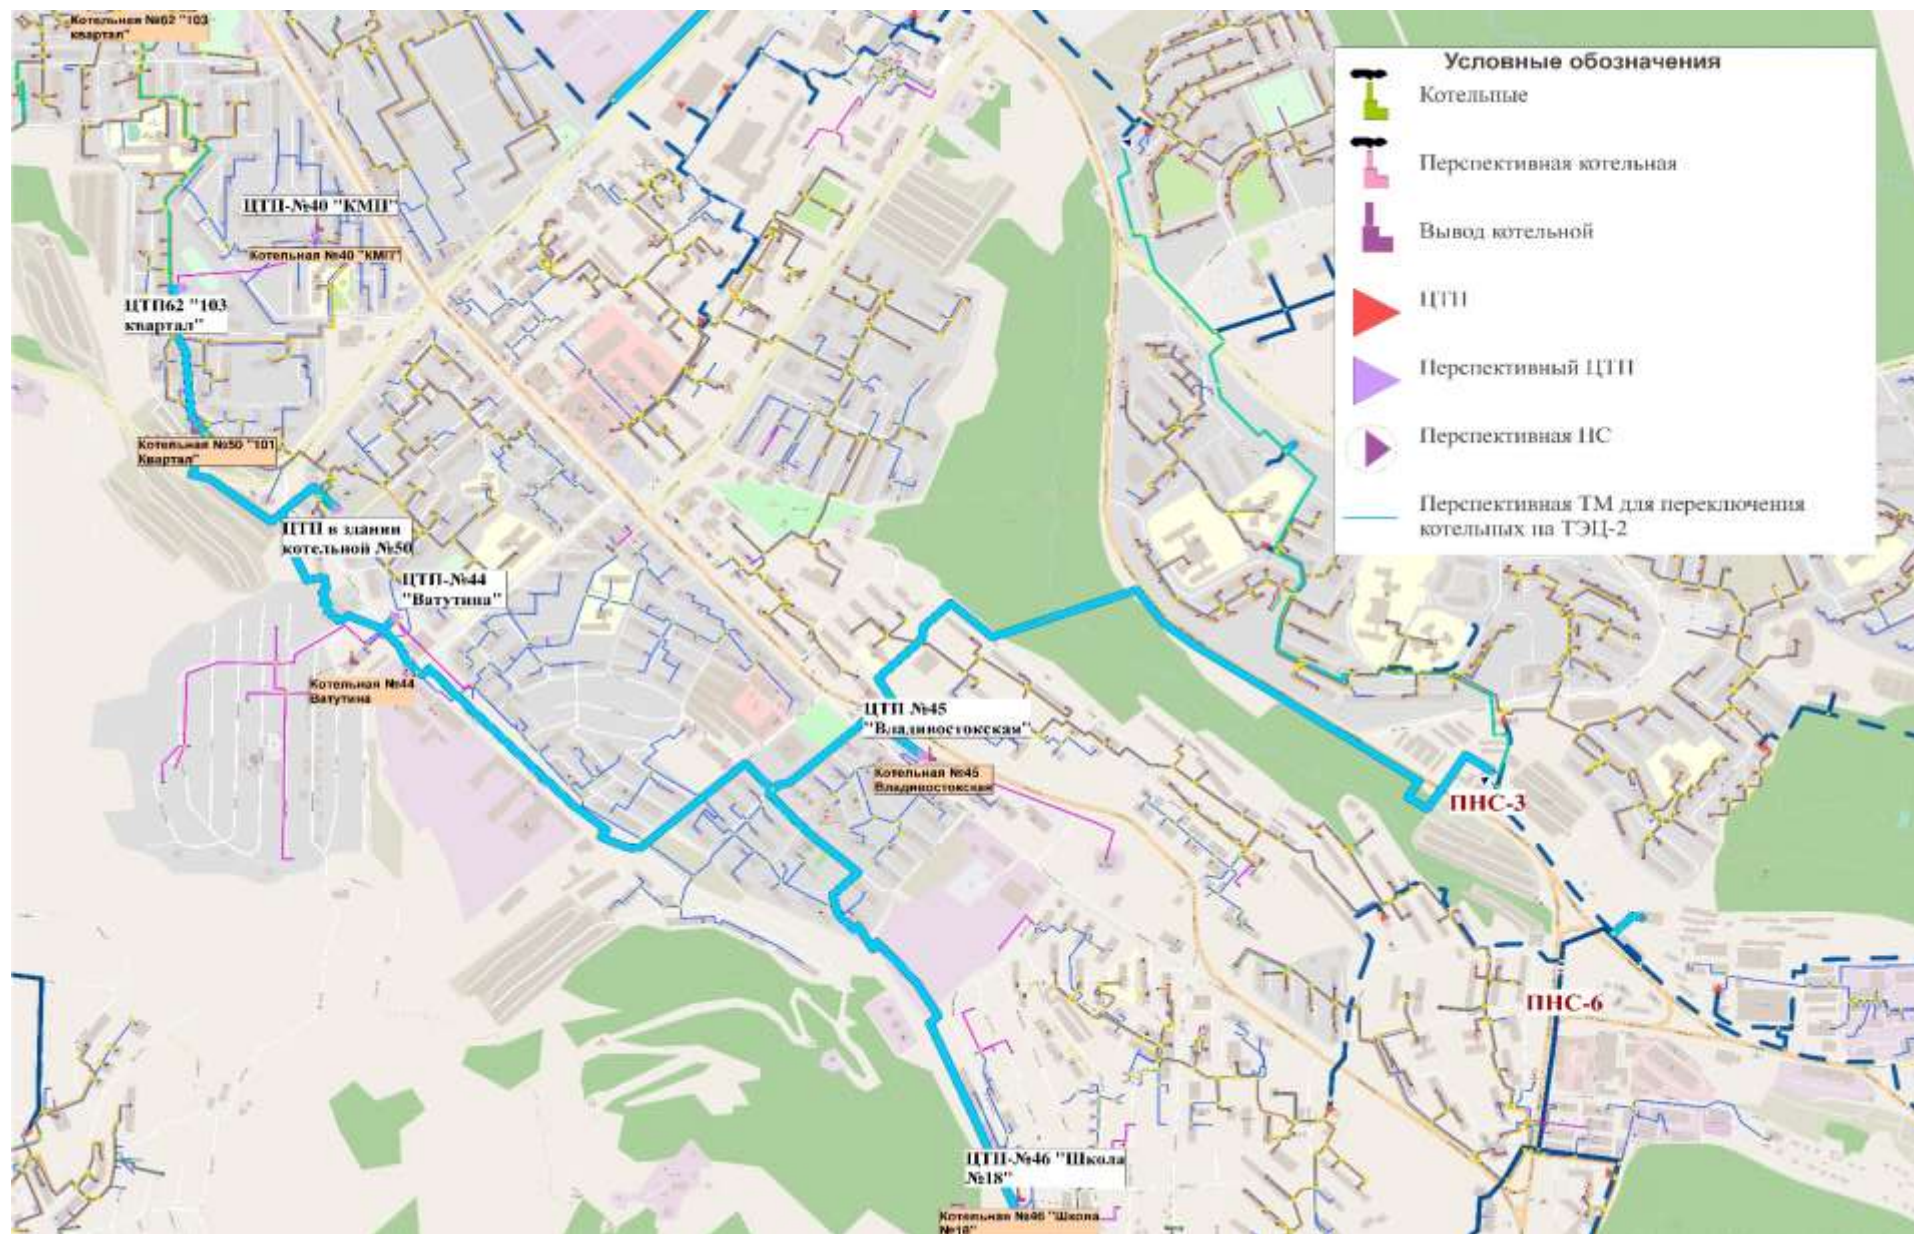 Котельная №62 "103
квартал"
ЦТП-№40 "КМП"
Котельная №40 "КМП"
ЦТП62 "103
квартал"
Котельная №50 "101
Квартал"
ЦТП в здании
котельной №50
ЦТП-№44
"Ватутина"
Котельная №44
Ватутина
ЦТП №45
"Владивостокская"
Котельная №45
Владивостокская
ПНС-3
ПНС-6
ЦТП-№46 "Школа
№18"
Котельная №46 "Школа
№18"
Условные обозначения
Котельные
Перспективная котельная
Вывод котельной
ЦТП
Перспективный ЦТП
Перспективная НС
Перспективная ТМ для переключения
котельных на ТЭЦ-2